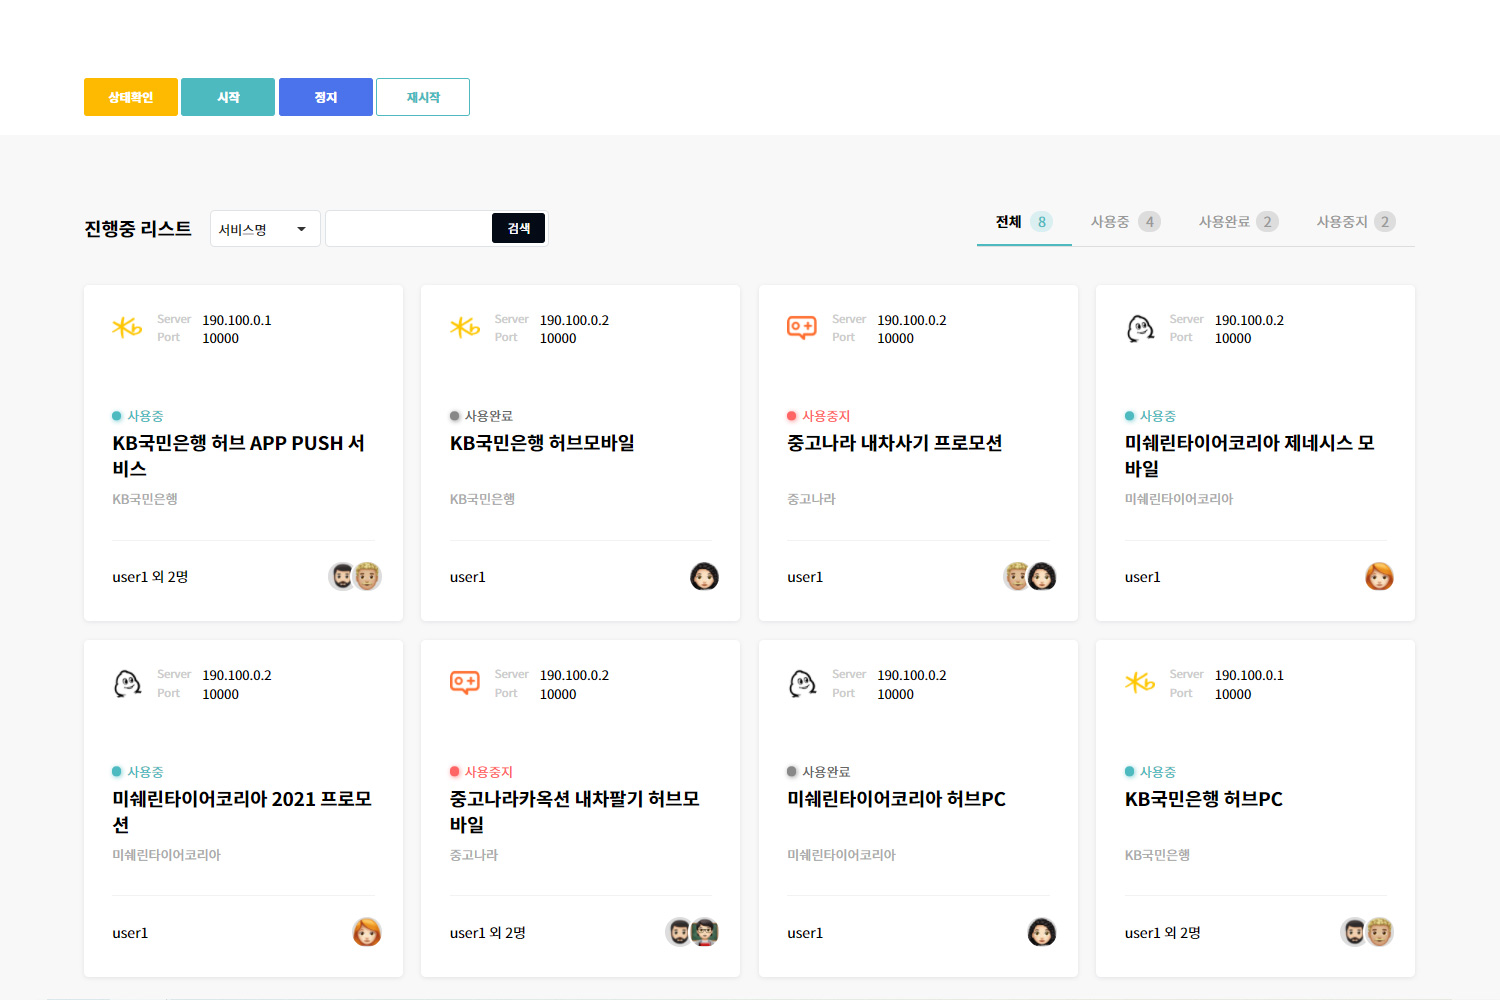 상태확인 시작 정지 재시작
진행중 리스트 서비스명 검색 전체 8 사용중 4 사용완료 2 사용중지 2
Server 190.100.0.1
Port 10000
사용중
KB국민은행 허브 APP PUSH 서
비스
KB국민은행
user1 외 2명
Server 190.100.0.2
Port 10000
사용완료
KB국민은행 허브모바일
KB국민은행
user1
Server 190.100.0.2
Port 10000
사용중지
중고나라 내차사기 프로모션
중고나라
user1
Server 190.100.0.2
Port 10000
사용중
미쉐린타이어코리아 제네시스 모
바일
미쉐린타이어코리아
user1
Server 190.100.0.2
Port 10000
사용중
미쉐린타이어코리아 2021 프로모
션
미쉐린타이어코리아
user1
Server 190.100.0.2
Port 10000
사용중지
중고나라카옥션 내차팔기 허브모
바일
중고나라
user1 외 2명
Server 190.100.0.2
Port 10000
사용완료
미쉐린타이어코리아 허브PC
미쉐린타이어코리아
user1
Server 190.100.0.1
Port 10000
사용중
KB국민은행 허브PC
KB국민은행
user1 외 2명